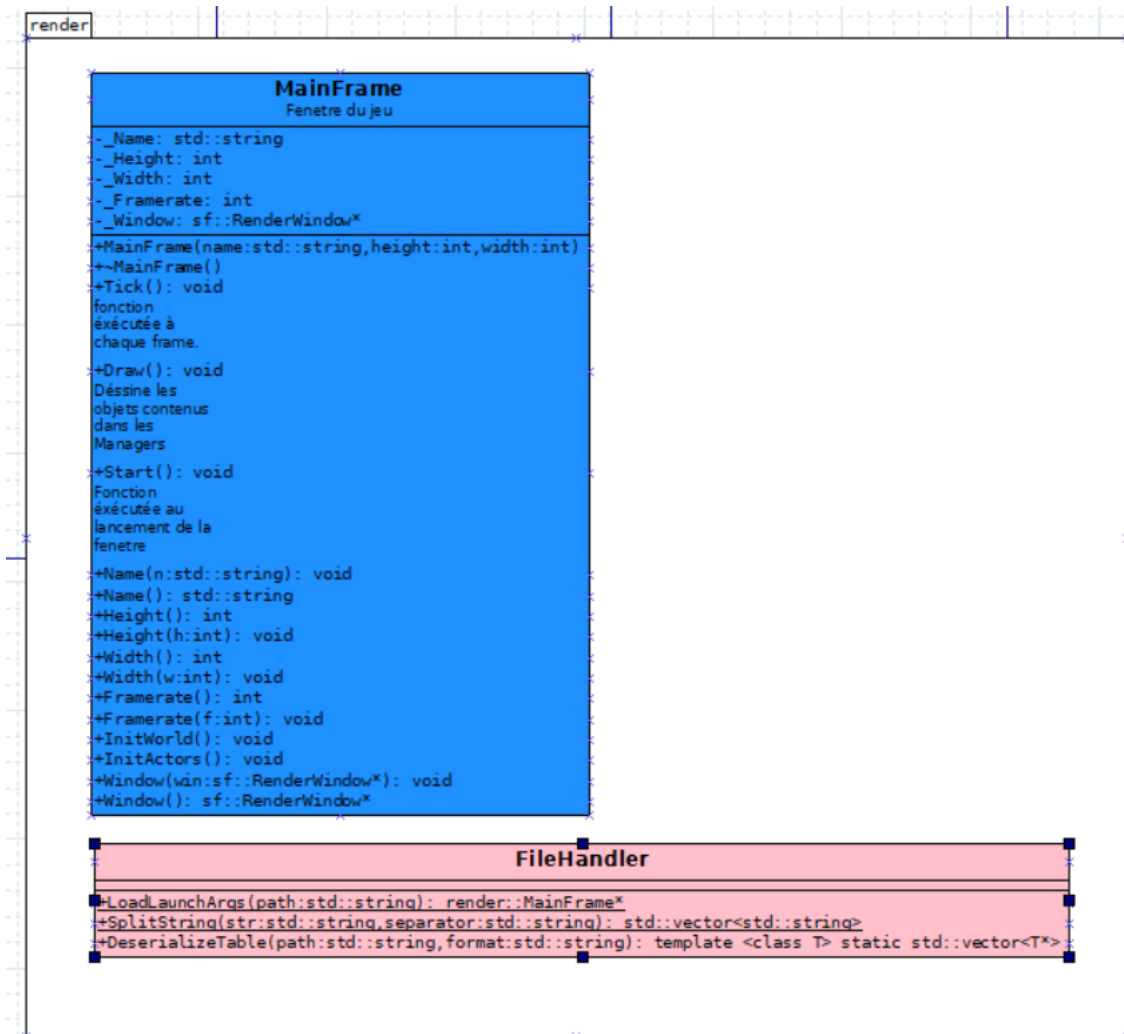 render
MainFrame
Fenetre du jeu
-_Name: std::string
-_Height: int
-_Width: int
-_Framerate: int
-_Window: sf::RenderWindow*
+MainFrame(name:std::string,height:int,width:int)
+~MainFrame()
+Tick(): void
fonction
éxécutée à
chaque frame.
+Draw(): void
Déssine les
objets contenus
dans les
Managers
+Start(): void
Fonction
éxécutée au
lancement de la
fenetre
+Name(n:std::string): void
+Name(): std::string
+Height(): int
+Height(h:int): void
+Width(): int
+Width(w:int): void
+Framerate(): int
+Framerate(f:int): void
+InitWorld(): void
+InitActors(): void
+Window(win:sf::RenderWindow*): void
+Window(): sf::RenderWindow*
FileHandler
+LoadLaunchArgs(path:std::string): render::MainFrame*
+SplitString(str:std::string,separator:std::string): std::vector<std::string>
+DeserializeTable(path:std::string,format:std::string): template <class T> static std::vector<T*>